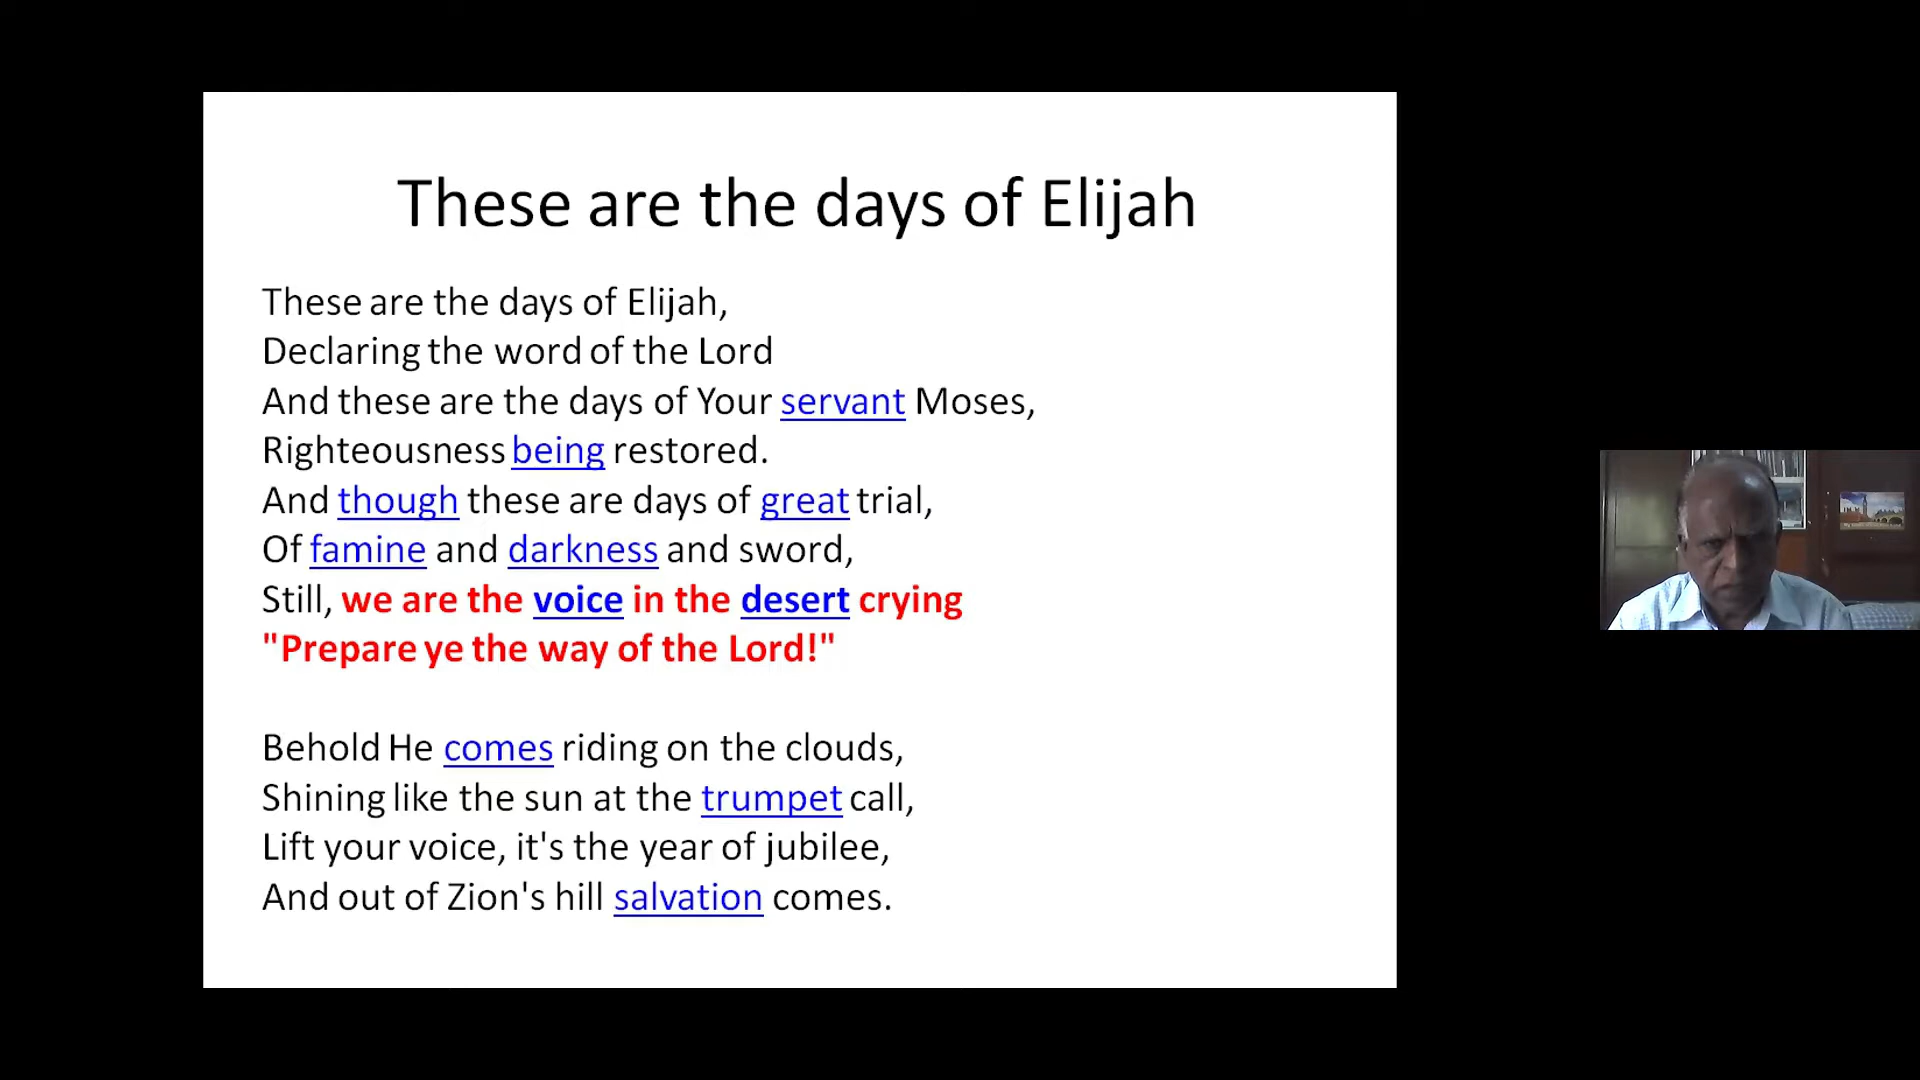 These are the days of Elijah
These are the days of Elijah,
Declaring the word of the Lord
And these are the days of Your servant Moses,
Righteousness being restored.
And though these are days of great trial,
Of famine and darkness and sword,
Still, we are the voice in the desert crying
"Prepare ye the way of the Lord!"
Behold He comes riding on the clouds,
Shining like the sun at the trumpet call,
Lift your voice, it's the year of jubilee,
And out of Zion's hill salvation comes.